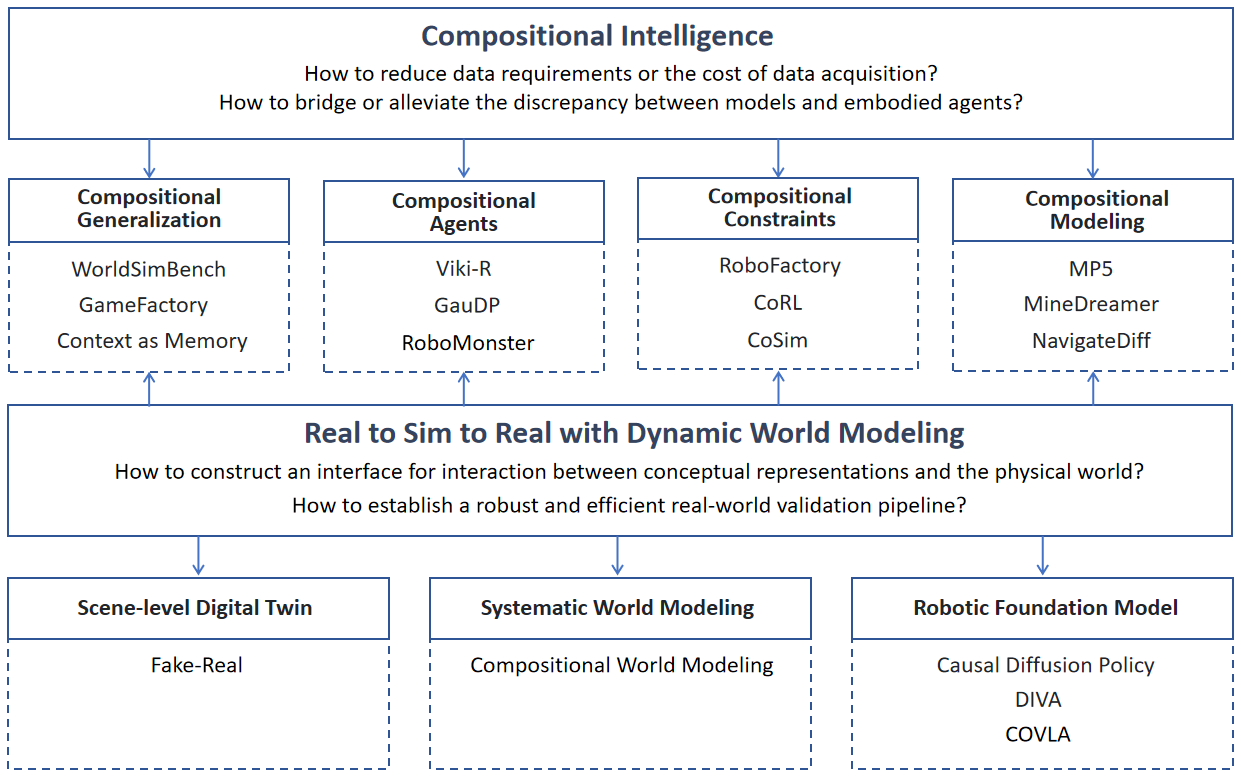 Compositional Intelligence
How to reduce data requirements or the cost of data acquisition?
How to bridge or alleviate the discrepancy between models and embodied agents?
Compositional
Generalization
WorldSimBench
GameFactory
Context as Memory
Compositional
Agents
Viki-R
GauDP
RoboMonster
Compositional
Constraints
RoboFactory
CoRL
CoSim
Compositional
Modeling
MP5
MineDreamer
NavigateDiff
Real to Sim to Real with Dynamic World Modeling
How to construct an interface for interaction between conceptual representations and the physical world?
How to establish a robust and efficient real-world validation pipeline?
Scene-level Digital Twin
Fake-Real
Systematic World Modeling
Compositional World Modeling
Robotic Foundation Model
Causal Diffusion Policy
DIVA
COVLA